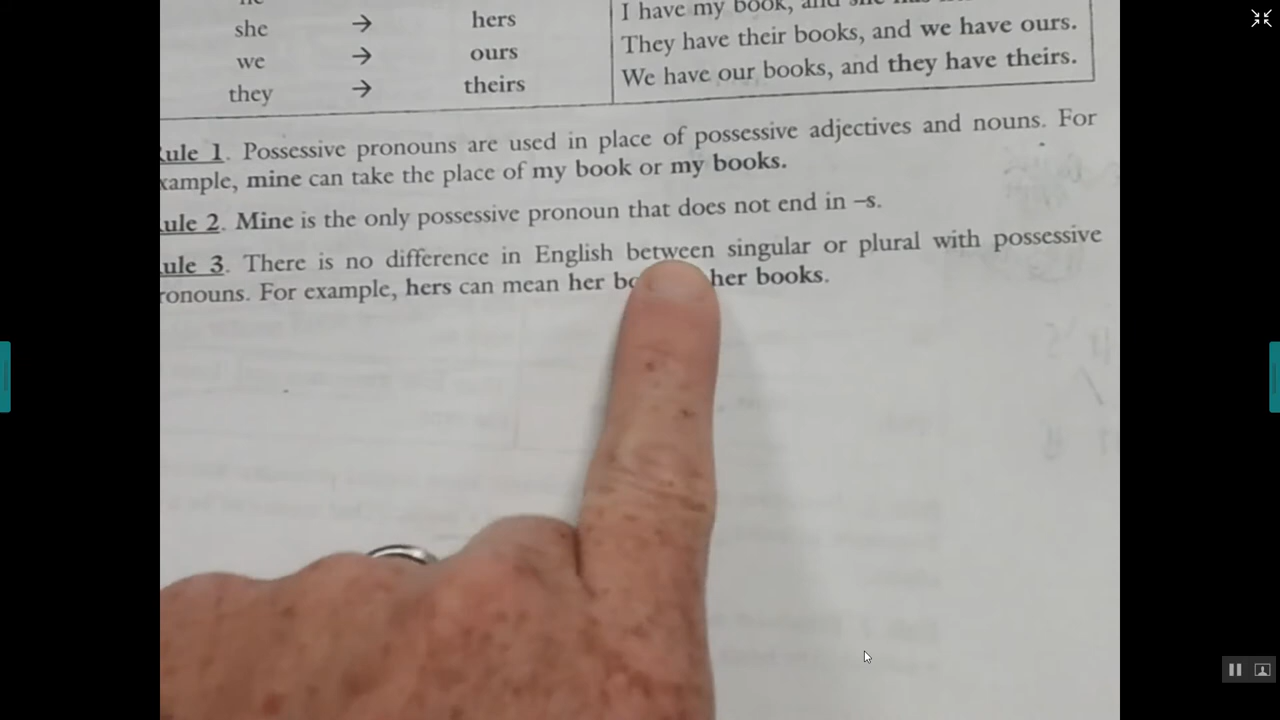 she → hers
I have my book, and she has
we → ours
They have their books, and we have ours.
they → theirs
We have our books, and they have theirs.
ule 1. Possessive pronouns are used in place of possessive adjectives and nouns. For
xample, mine can take the place of my book or my books.
ule 2. Mine is the only possessive pronoun that does not end in –s.
ule 3. There is no difference in English between singular or plural with possessive
ronouns. For example, hers can mean her her books.